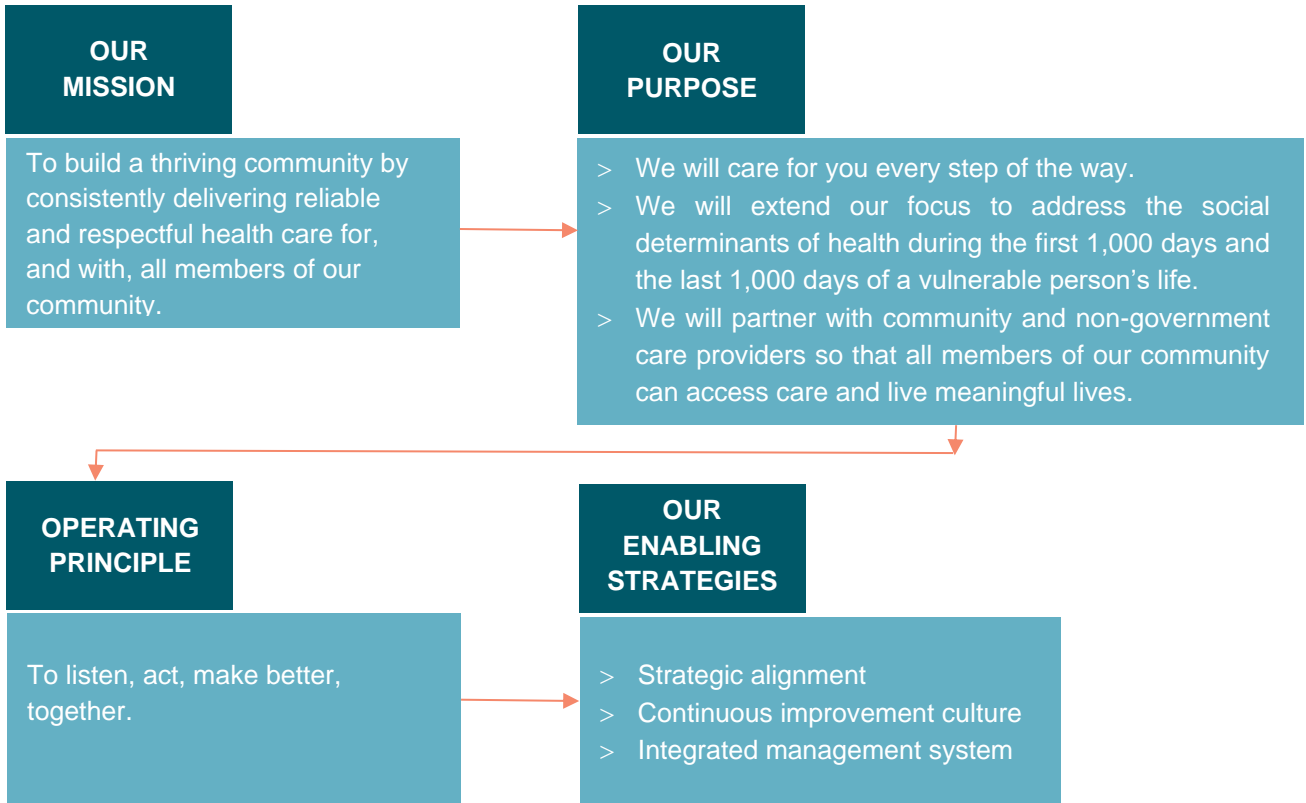 OUR
MISSION
To build a thriving community by
consistently delivering reliable
and respectful health care for,
and with, all members of our
community.
OUR
PURPOSE
> We will care for you every step of the way.
> We will extend our focus to address the social
determinants of health during the first 1,000 days and
the last 1,000 days of a vulnerable person’s life.
> We will partner with community and non-government
care providers so that all members of our community
can access care and live meaningful lives.
OPERATING
PRINCIPLE
To listen, act, make better,
together.
OUR
ENABLING
STRATEGIES
> Strategic alignment
> Continuous improvement culture
> Integrated management system